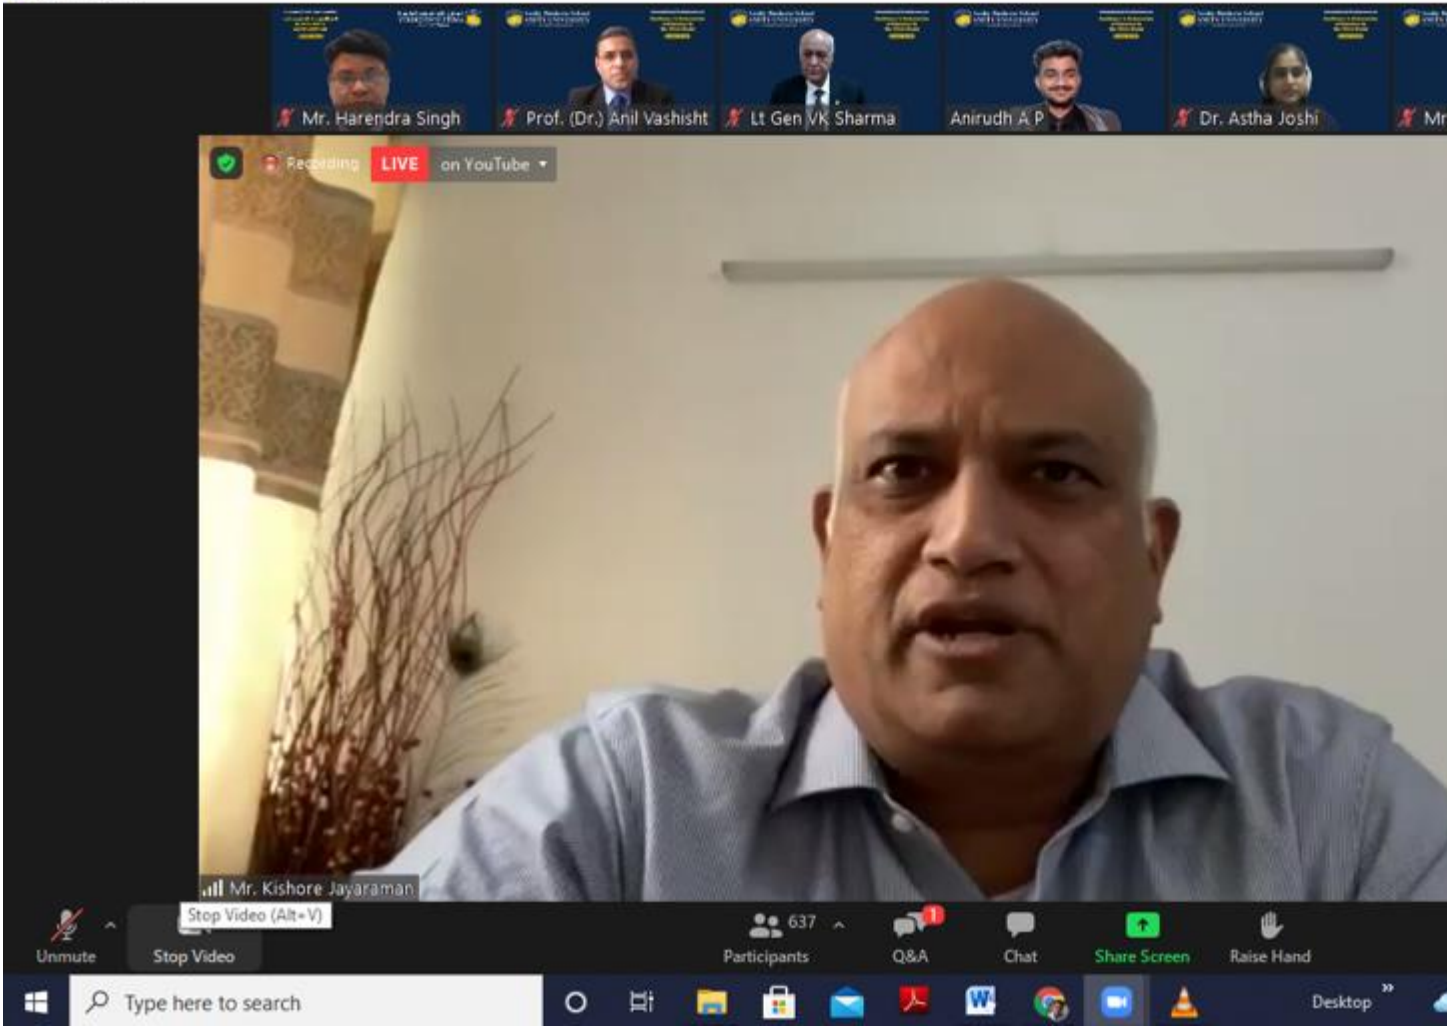 Mr. Harendra Singh
Prof. (Dr.) Anil Vashisht
Lt Gen VK Sharma
Anirudh A P
Dr. Astha Joshi
Mr
Recording
LIVE on YouTube
Mr. Kishore Jayaraman
Stop Video (Alt+V)
637
1
Unmute
Stop Video
Participants
Q&A
Chat
Share Screen
Raise Hand
Type here to search
W
Desktop